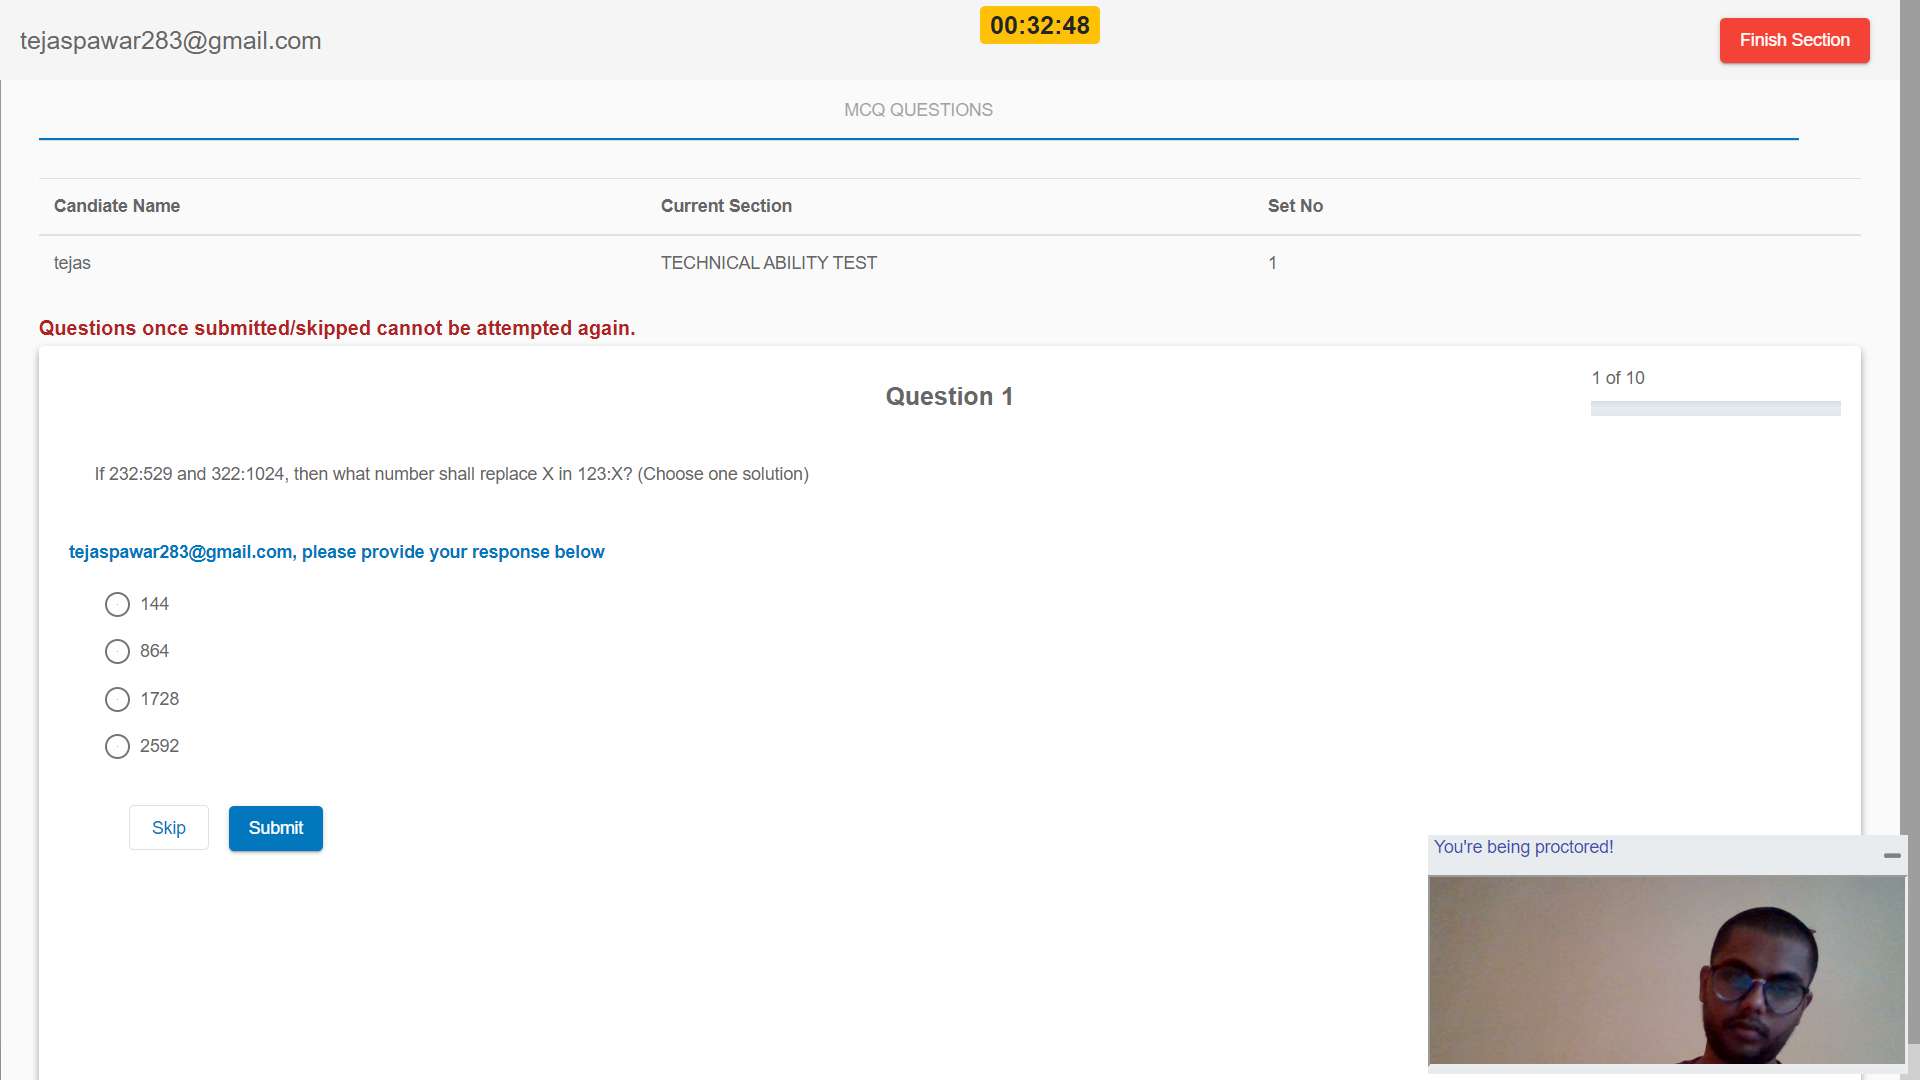 tejaspawar283@gmail.com
00:32:48
Finish Section
MCQ QUESTIONS
Candiate Name Current Section Set No
tejas TECHNICAL ABILITY TEST 1
Questions once submitted/skipped cannot be attempted again.
1 of 10
Question 1
If 232:529 and 322:1024, then what number shall replace X in 123:X? (Choose one solution)
tejaspawar283@gmail.com, please provide your response below
144
864
1728
2592
Skip Submit
You're being proctored!